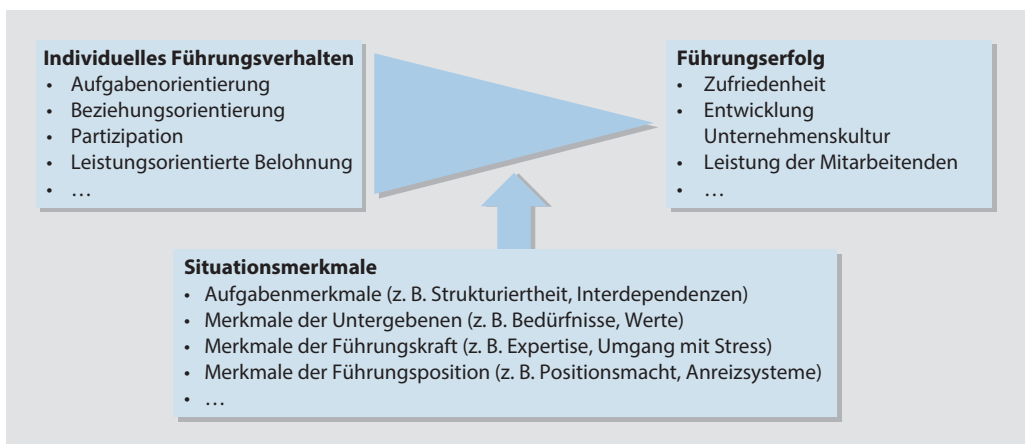 Individuelles Führungsverhalten
• Aufgabenorientierung
• Beziehungsorientierung
• Partizipation
• Leistungsorientierte Belohnung
• …
Führungserfolg
• Zufriedenheit
• Entwicklung
Unternehmenskultur
• Leistung der Mitarbeitenden
• …
Situationsmerkmale
• Aufgabenmerkmale (z. B. Strukturiertheit, Interdependenzen)
• Merkmale der Untergebenen (z. B. Bedürfnisse, Werte)
• Merkmale der Führungskraft (z. B. Expertise, Umgang mit Stress)
• Merkmale der Führungsposition (z. B. Positionsmacht, Anreizsysteme)
• …